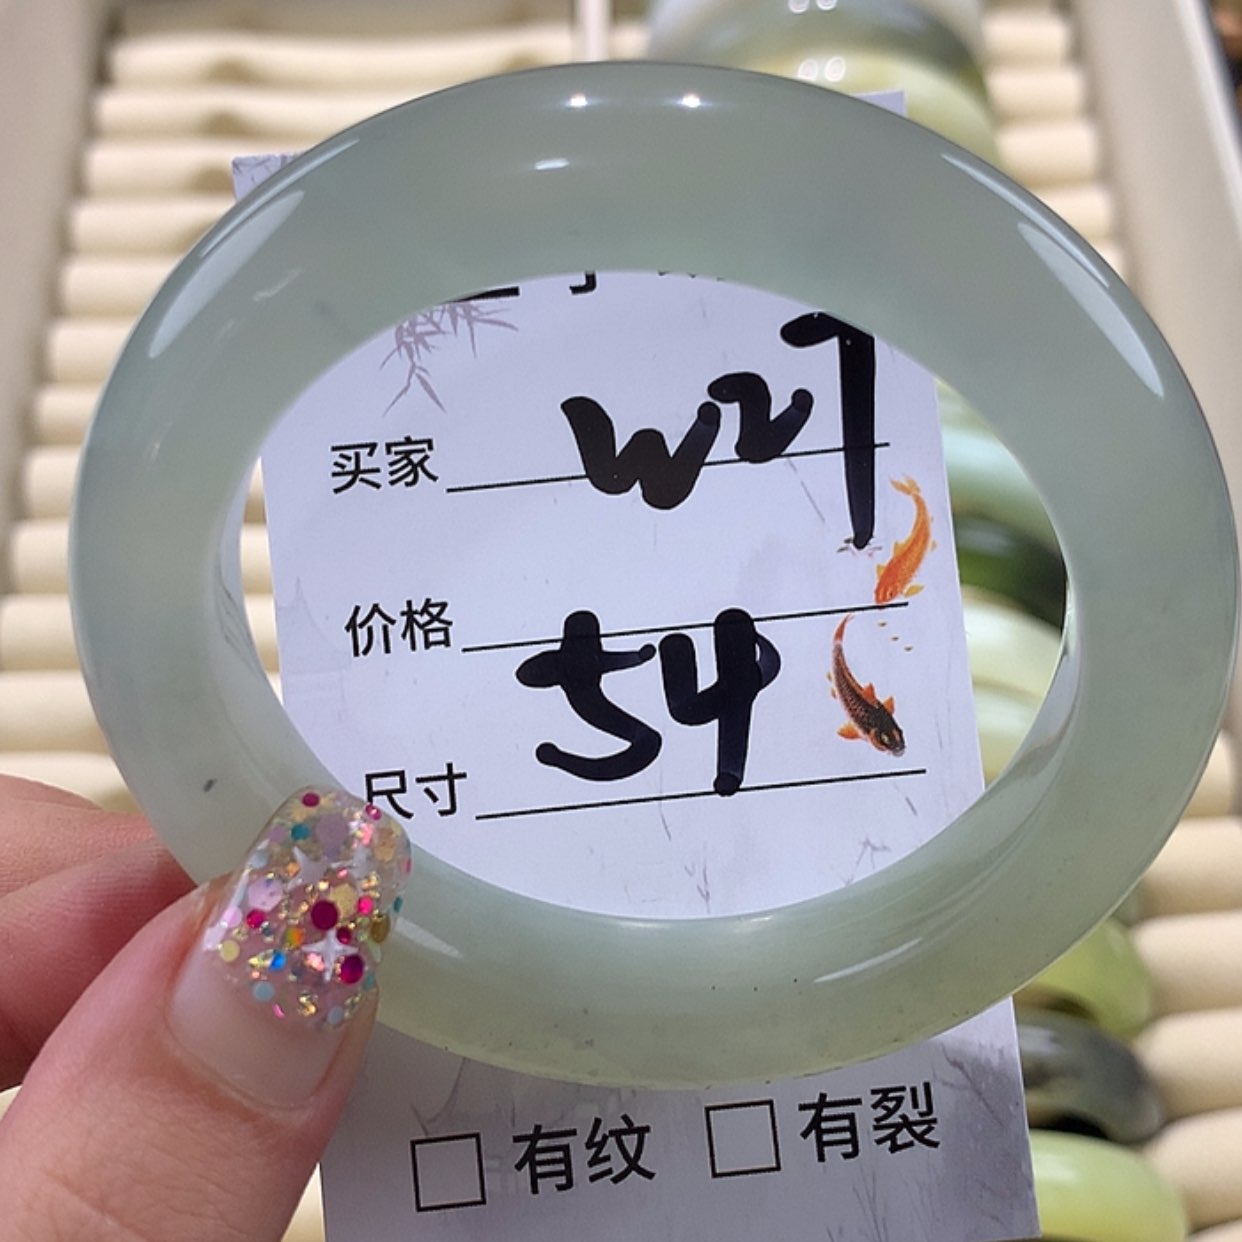 买家 W27
价格
54
尺寸
有纹 有裂